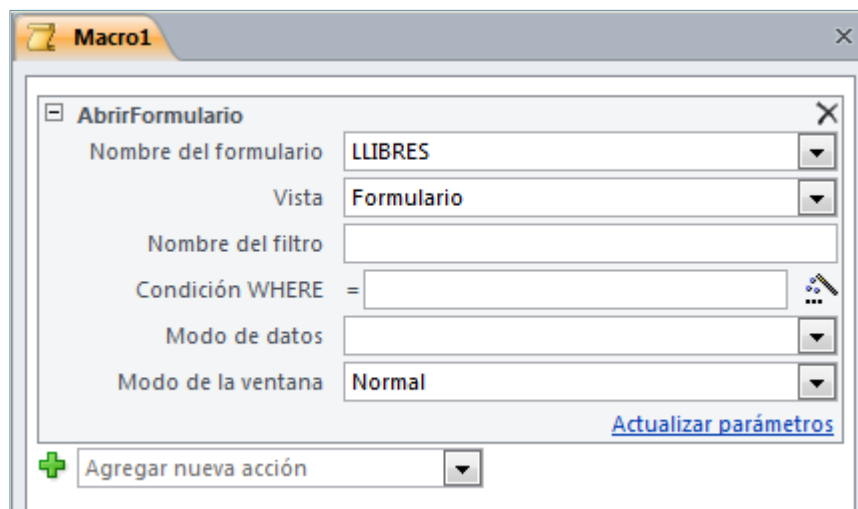 Macro1
AbrirFormulario
Nombre del formulario LLIBRES
Vista Formulario
Nombre del filtro
Condición WHERE =
Modo de datos
Modo de la ventana Normal
Actualizar parámetros
Agregar nueva acción